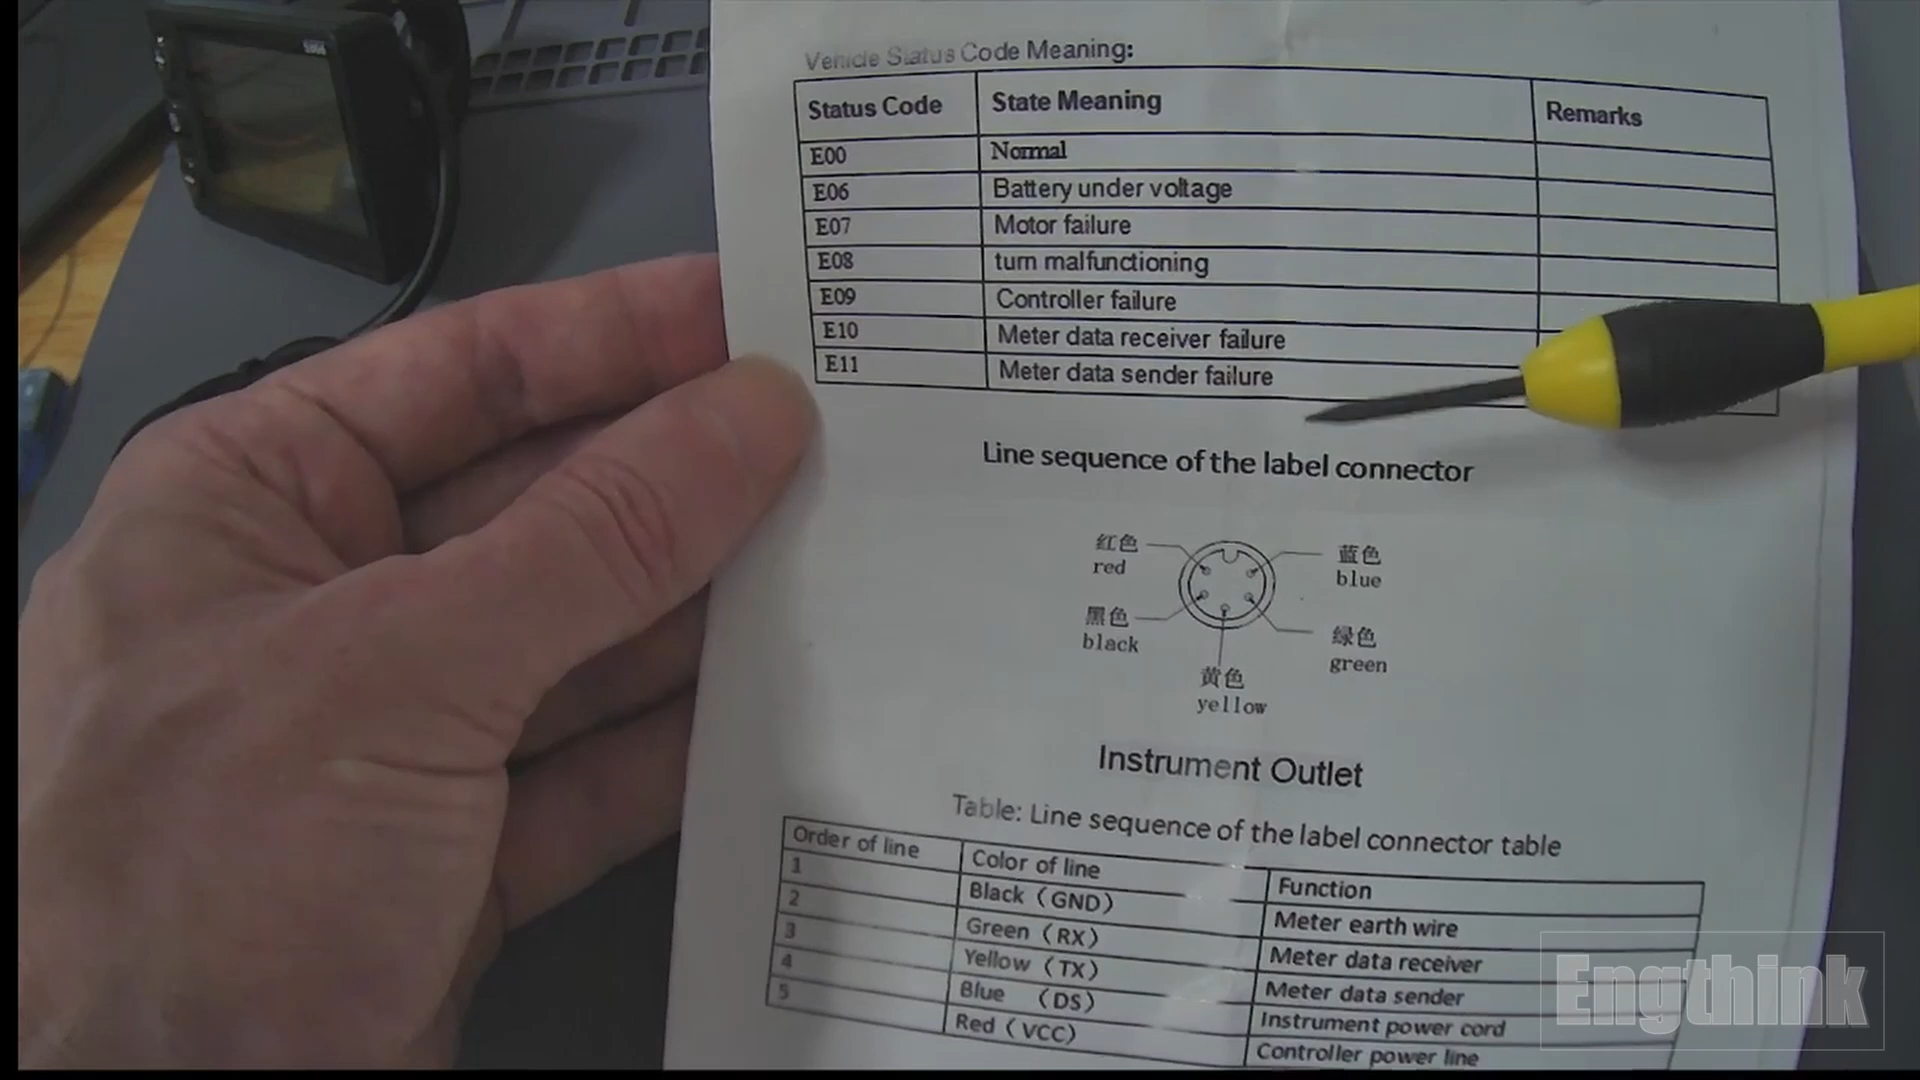 Vehicle Status Code Meaning:
Status Code State Meaning Remarks
E00 Normal
E06 Battery under voltage
E07 Motor failure
E08 turn malfunctioning
E09 Controller failure
E10 Meter data receiver failure
E11 Meter data sender failure
Line sequence of the label connector
红色 蓝色
red blue
黑色 绿色
black green
黄色
yellow
Instrument Outlet
Table: Line sequence of the label connector table
Order of line Color of line Function
1 Black (GND) Meter earth wire
2 Green (RX) Meter data receiver
3 Yellow (TX) Meter data sender
4 Blue (DS) Instrument power cord
5 Red (VCC) Controller power line
Engthink